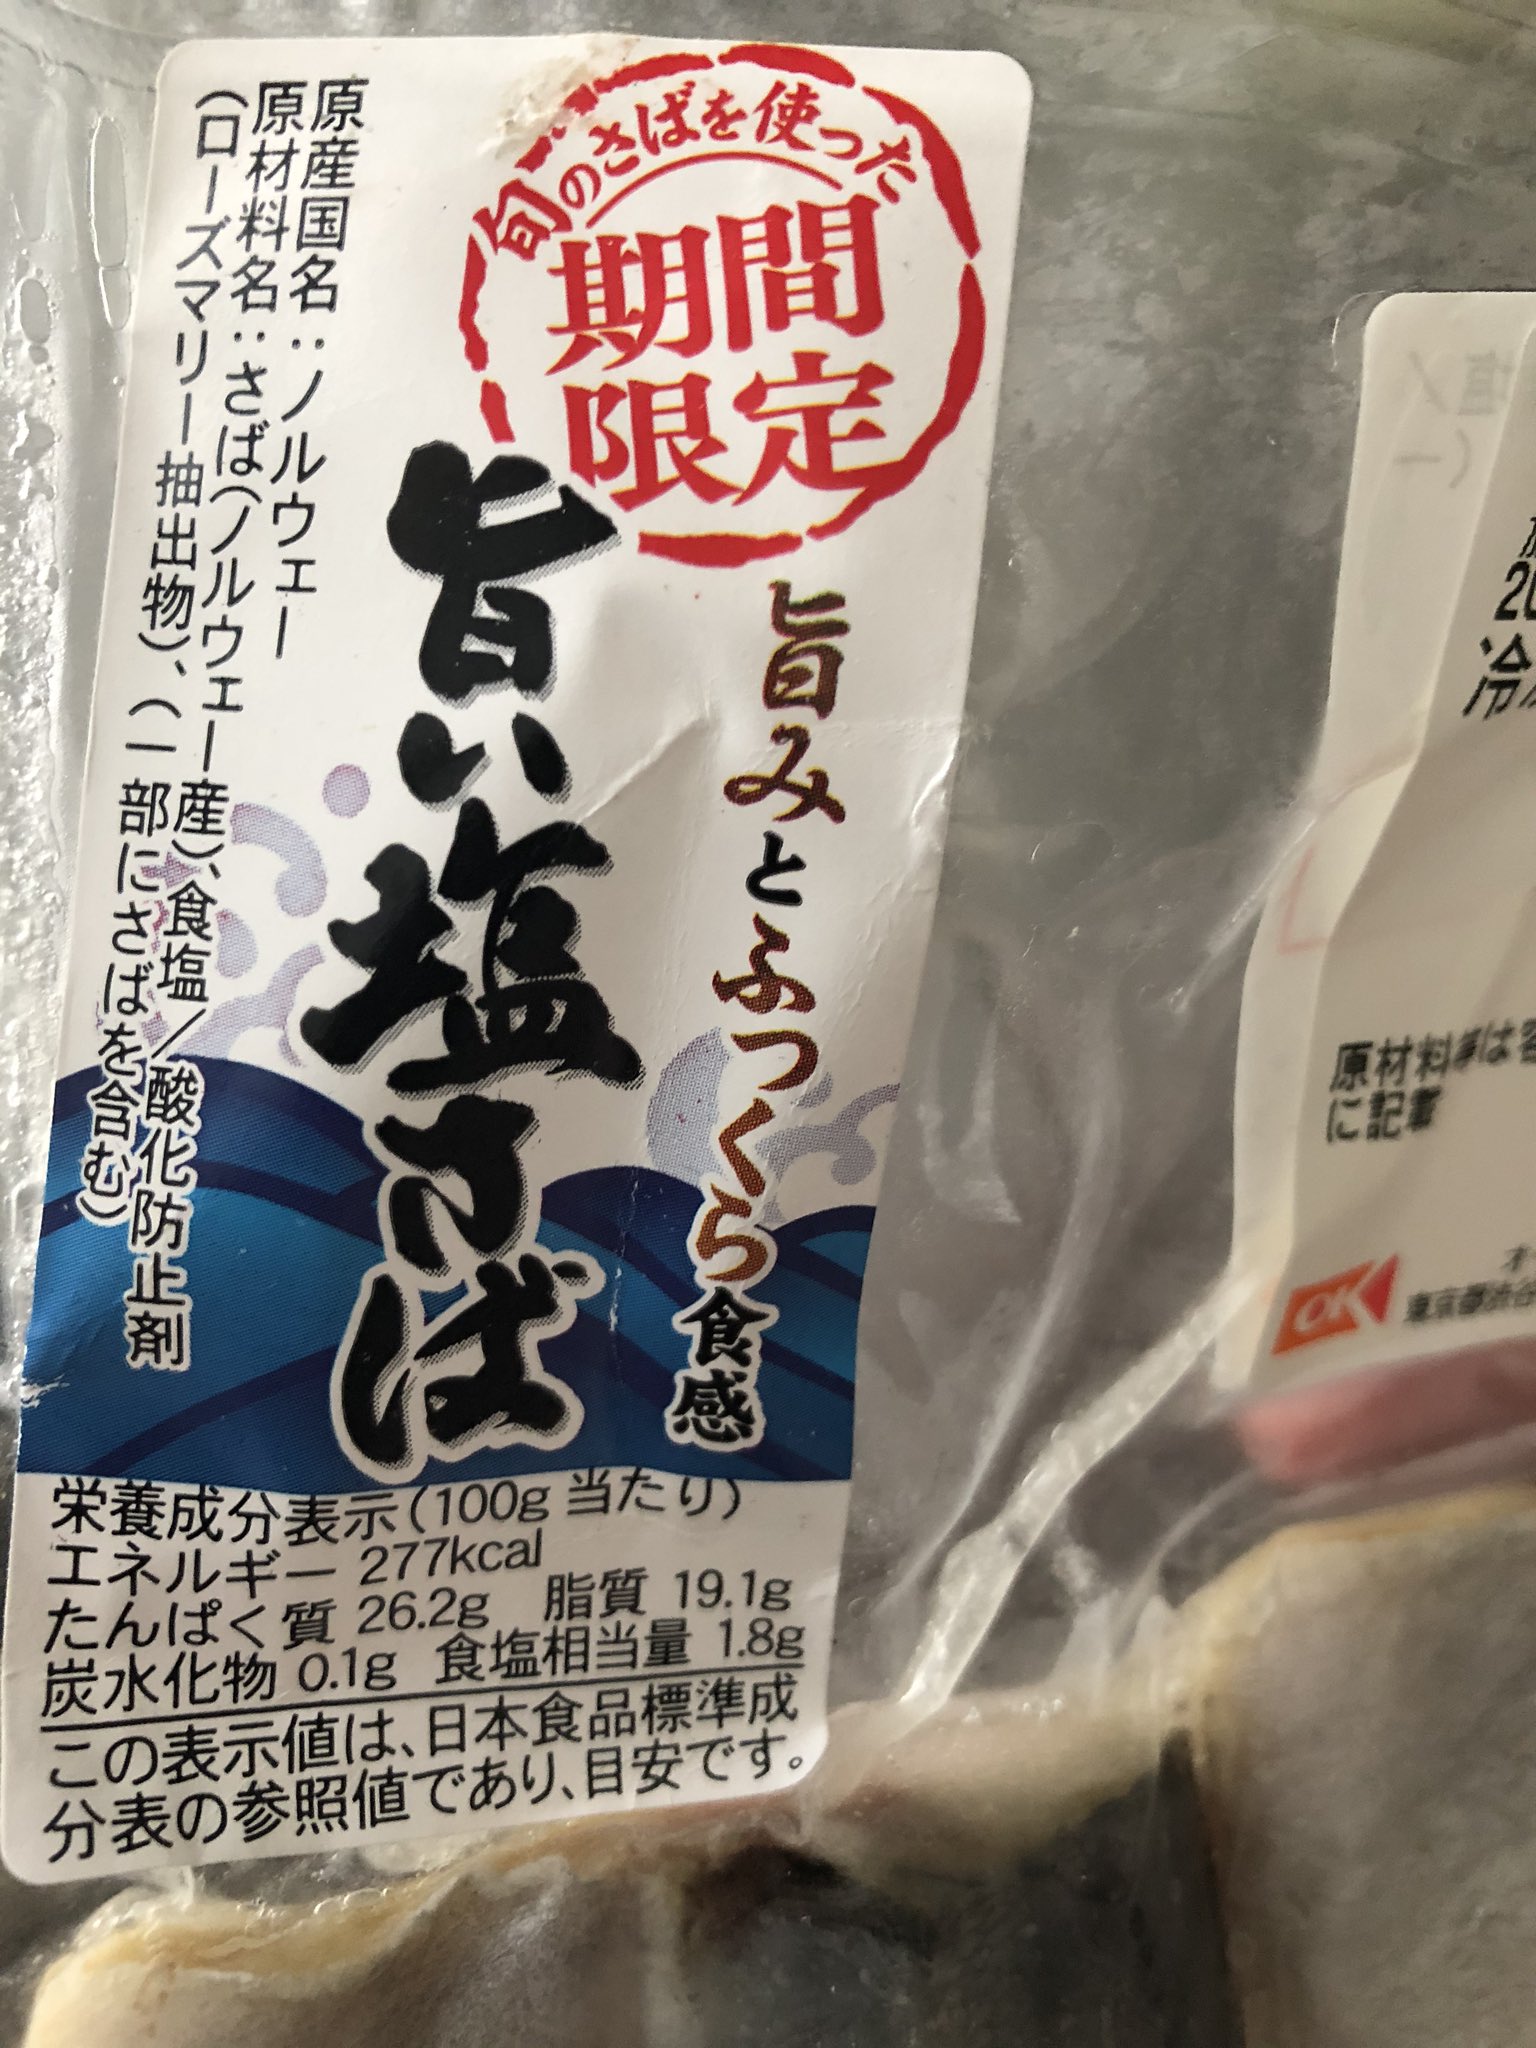 旬のさばを使った
期間
限定
旨みとふっくら食感
旨い塩さば
原産国名：ノルウェー
原材料名：さば（ノルウェー産）、食塩／酸化防止剤
（ローズマリー抽出物）、（一部にさばを含む）
栄養成分表示（100g 当たり）
エネルギー 277kcal
たんぱく質 26.2g 脂質 19.1g
炭水化物 0.1g 食塩相当量 1.8g
この表示値は、日本食品標準成
分表の参照値であり、目安です。
原材料等は
に記載
OK
東京都渋谷